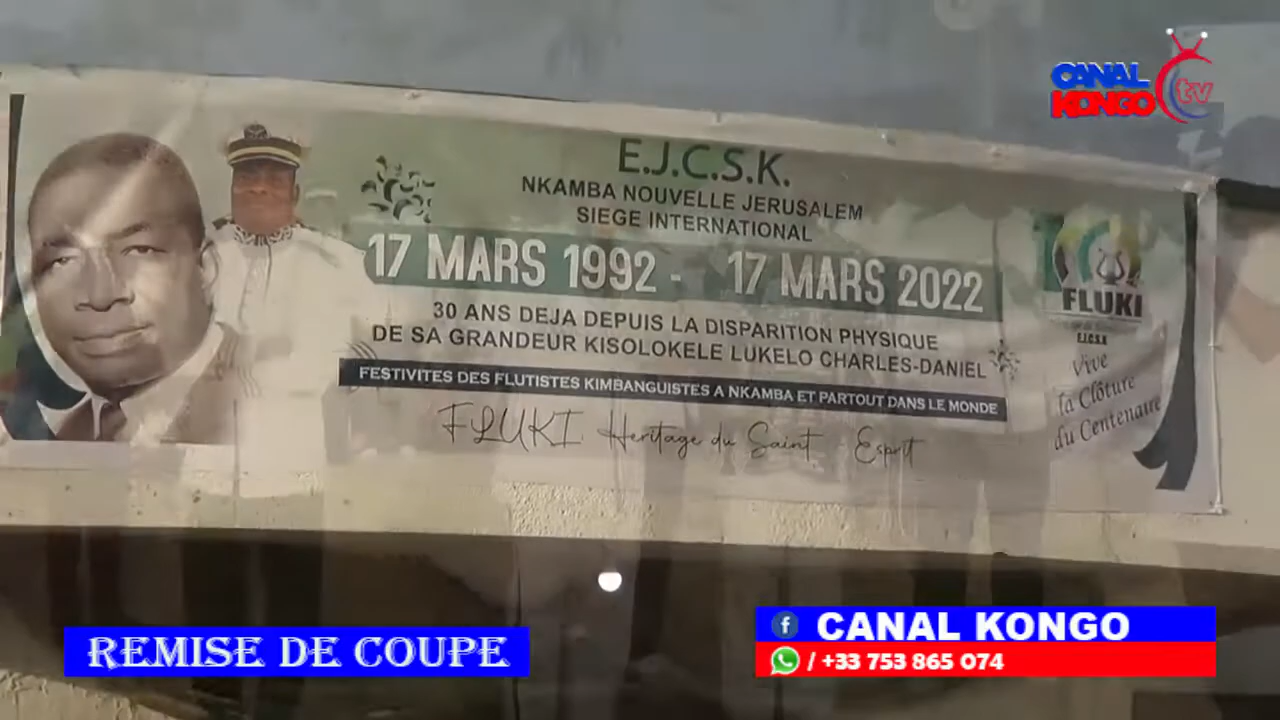 CANAL
KONGO
tv
E.J.C.S.K.
NKAMBA NOUVELLE JERUSALEM
SIEGE INTERNATIONAL
17 MARS 1992 - 17 MARS 2022
30 ANS DEJA DEPUIS LA DISPARITION PHYSIQUE
DE SA GRANDEUR KISOLOKELE LUKELO CHARLES-DANIEL
FESTIVITES DES FLUTISTES KIMBANGUISTES A NKAMBA ET PARTOUT DANS LE MONDE
FLUKI Heritage du Saint - Esprit
FLUKI
E.J.C.S.K
Vive
la Clôture
du Centenaire
REMISE DE COUPE
CANAL KONGO
/ +33 753 865 074